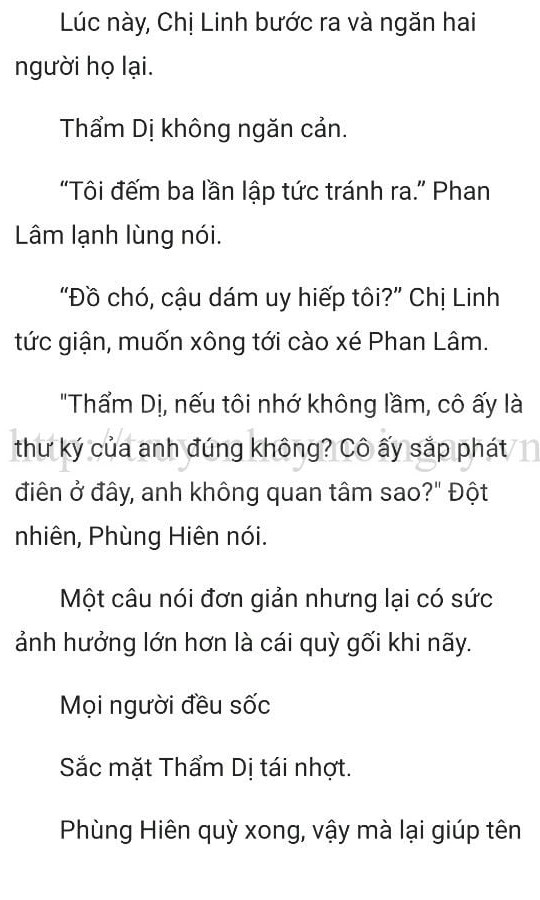 Lúc này, Chị Linh bước ra và ngăn hai
người họ lại.
Thẩm Dị không ngăn cản.
“Tôi đếm ba lần lập tức tránh ra.” Phan
Lâm lạnh lùng nói.
“Đồ chó, cậu dám uy hiếp tôi?” Chị Linh
tức giận, muốn xông tới cào xé Phan Lâm.
"Thẩm Dị, nếu tôi nhớ không lầm, cô ấy là
thư ký của anh đúng không? Cô ấy sắp phát
http://truyenhaymoingay.vn
điên ở đây, anh không quan tâm sao?" Đột
nhiên, Phùng Hiên nói.
Một câu nói đơn giản nhưng lại có sức
ảnh hưởng lớn hơn là cái quỳ gối khi nãy.
Mọi người đều sốc
Sắc mặt Thẩm Dị tái nhợt.
Phùng Hiên quỳ xong, vậy mà lại giúp tên